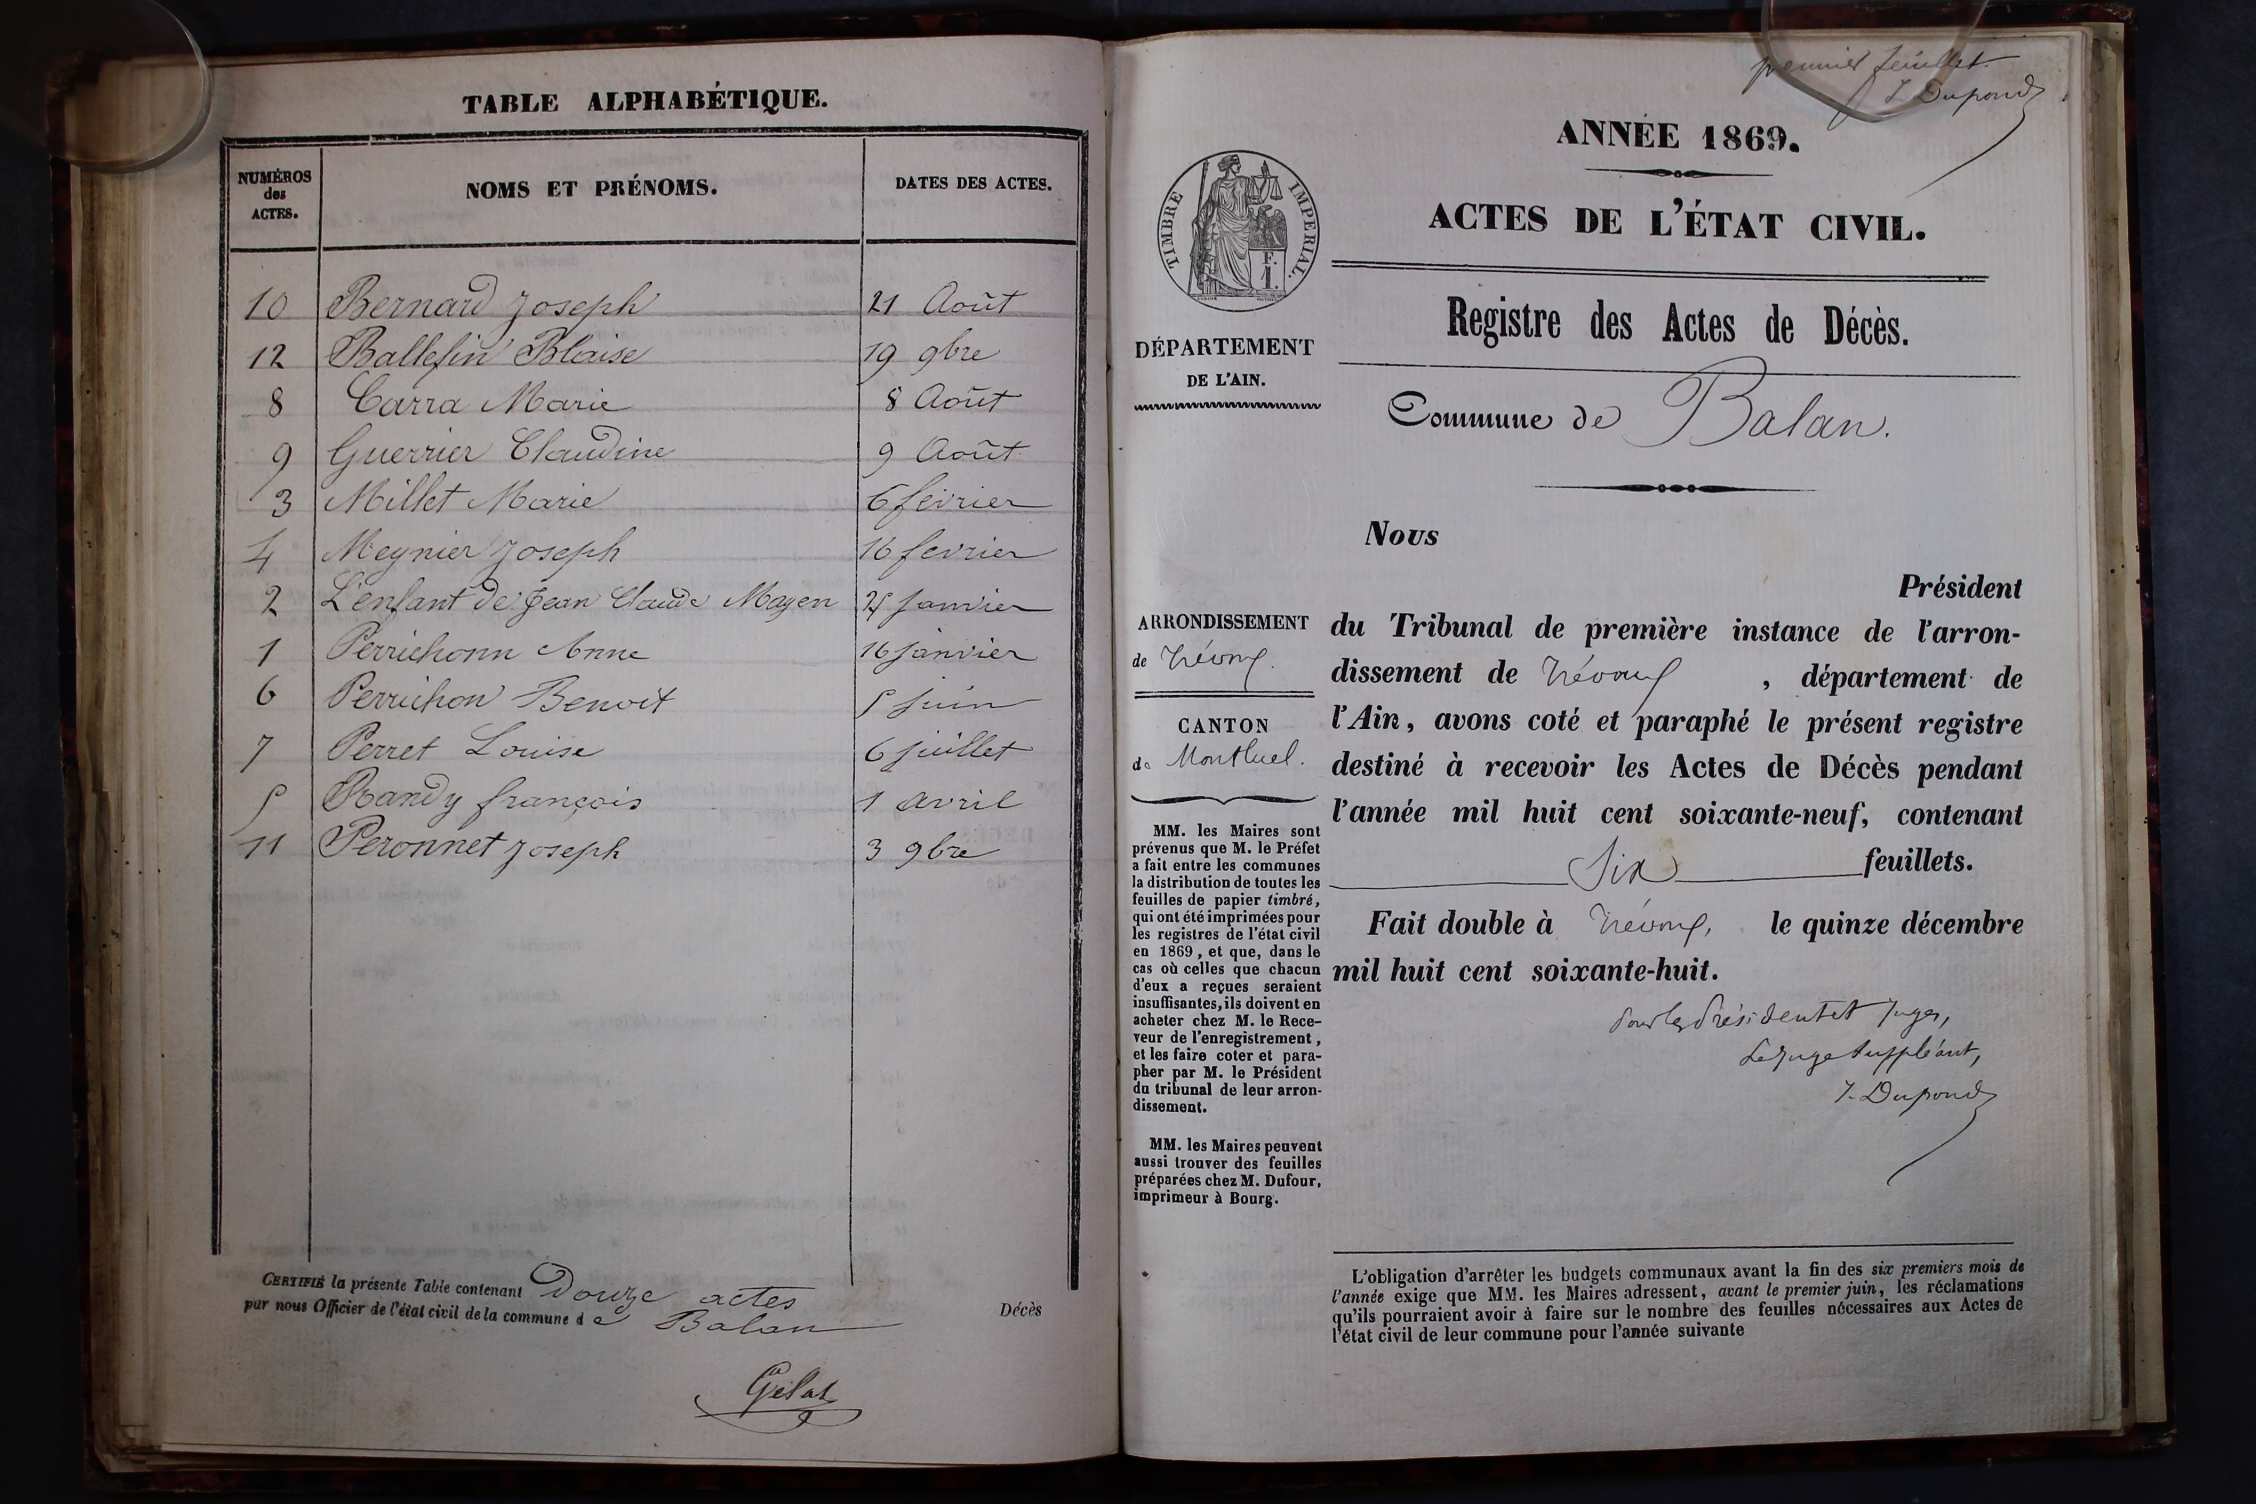 TABLE ALPHABÉTIQUE.
NUMÉROS des ACTES. NOMS ET PRÉNOMS. DATES DES ACTES.
10 Bernard Joseph 21 Août
12 Ballefin Blaise 19 9bre
8 Carra Marie 8 Août
9 Guerrier Claudine 9 Août
3 Millet Marie 6 février
4 Meynier Joseph 16 fevrier
2 L'enfant de Jean Claude Mayen 25 Janvier
1 Perrichonn Anne 16 Janvier
6 Perrichon Benoit 5 Juin
7 Perret Louise 6 Juillet
5 Randy françois 1 Avril
11 Peronnet Joseph 3 9bre
CERTIFIÉ la présente Table contenant Douze actes
par nous Officier de l'état civil de la commune de Balan
Décès
premier feuillet.
J. Dupond
ANNÉE 1869.
ACTES DE L'ÉTAT CIVIL.
Registre des Actes de Décès.
Commune de Balan.
TIMBRE IMPERIAL.
F.
1.
DÉPARTEMENT
DE L'AIN.
ARRONDISSEMENT
de Trévoux.
CANTON
de Montluel.
MM. les Maires sont
prévenus que M. le Préfet
a fait entre les communes
la distribution de toutes les
feuilles de papier timbré,
qui ont été imprimées pour
les registres de l'état civil
en 1869, et que, dans le
cas où celles que chacun
d'eux a reçues seraient
insuffisantes, ils doivent en
acheter chez M. le Rece-
veur de l'enregistrement,
et les faire coter et para-
pher par M. le Président
du tribunal de leur arron-
dissement.
MM. les Maires peuvent
aussi trouver des feuilles
préparées chez M. Dufour,
imprimeur à Bourg.
Nous
Président
du Tribunal de première instance de l'arron-
dissement de Trévoux, département de
l'Ain, avons coté et paraphé le présent registre
destiné à recevoir les Actes de Décès pendant
l'année mil huit cent soixante-neuf, contenant
Six feuillets.
Fait double à Trévoux, le quinze décembre
mil huit cent soixante-huit.
Pour les Président et Juges,
Le Juge Suppléant,
J. Dupond
L'obligation d'arrêter les budgets communaux avant la fin des six premiers mois de
l'année exige que MM. les Maires adressent, avant le premier juin, les réclamations
qu'ils pourraient avoir à faire sur le nombre des feuilles nécessaires aux Actes de
l'état civil de leur commune pour l'année suivante